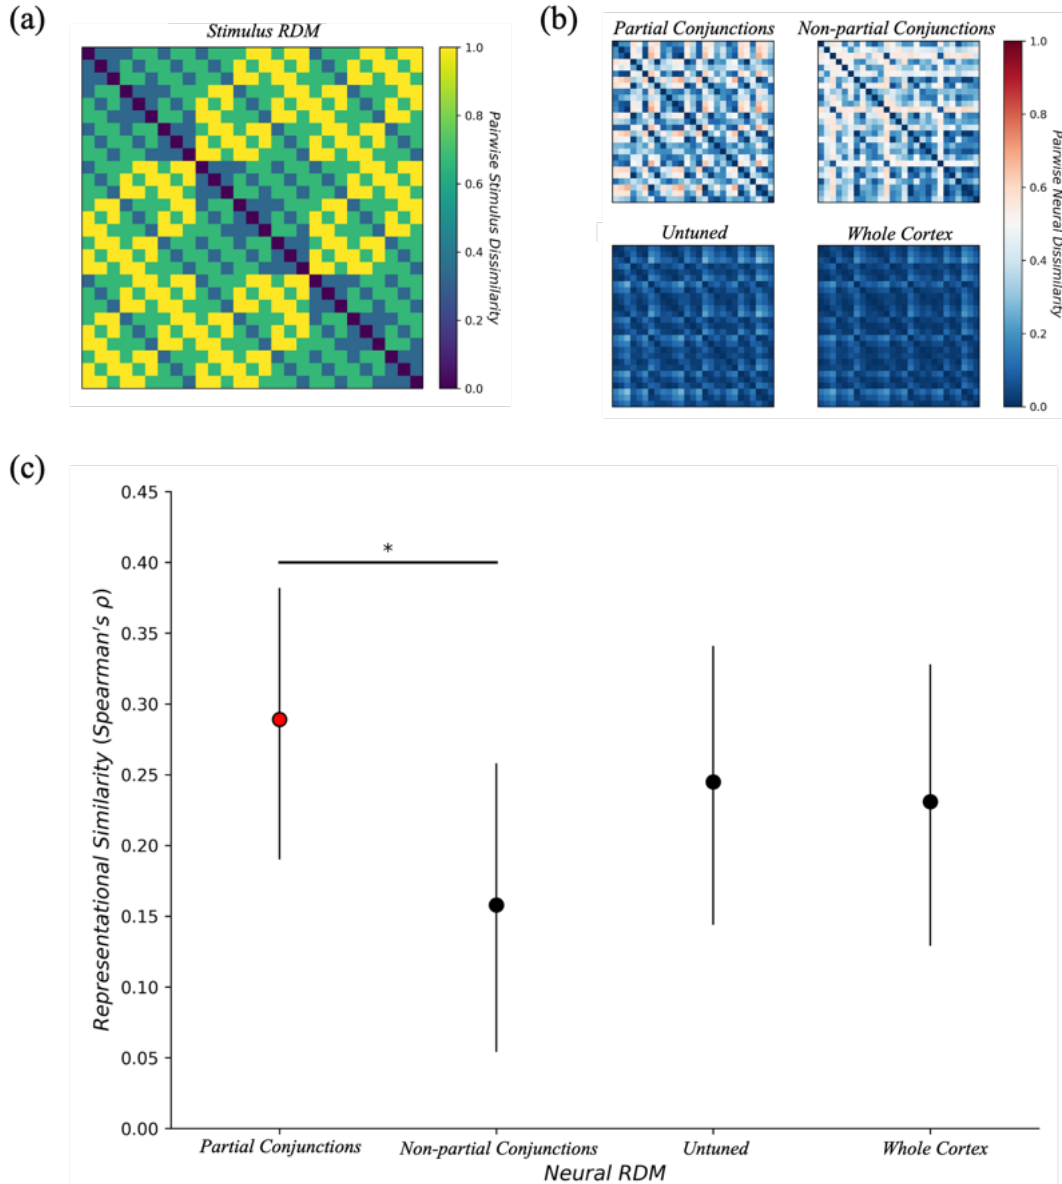 (a)
Stimulus RDM
1.0
0.8
0.6
0.4
0.2
0.0
Pairwise Stimulus Dissimilarity
(b)
Partial Conjunctions
Non-partial Conjunctions
Untuned
Whole Cortex
1.0
0.8
0.6
0.4
0.2
0.0
Pairwise Neural Dissimilarity
(c)
0.45
0.40
0.35
0.30
0.25
0.20
0.15
0.10
0.05
0.00
Representational Similarity (Spearman's ρ)
*
Partial Conjunctions
Non-partial Conjunctions
Untuned
Whole Cortex
Neural RDM